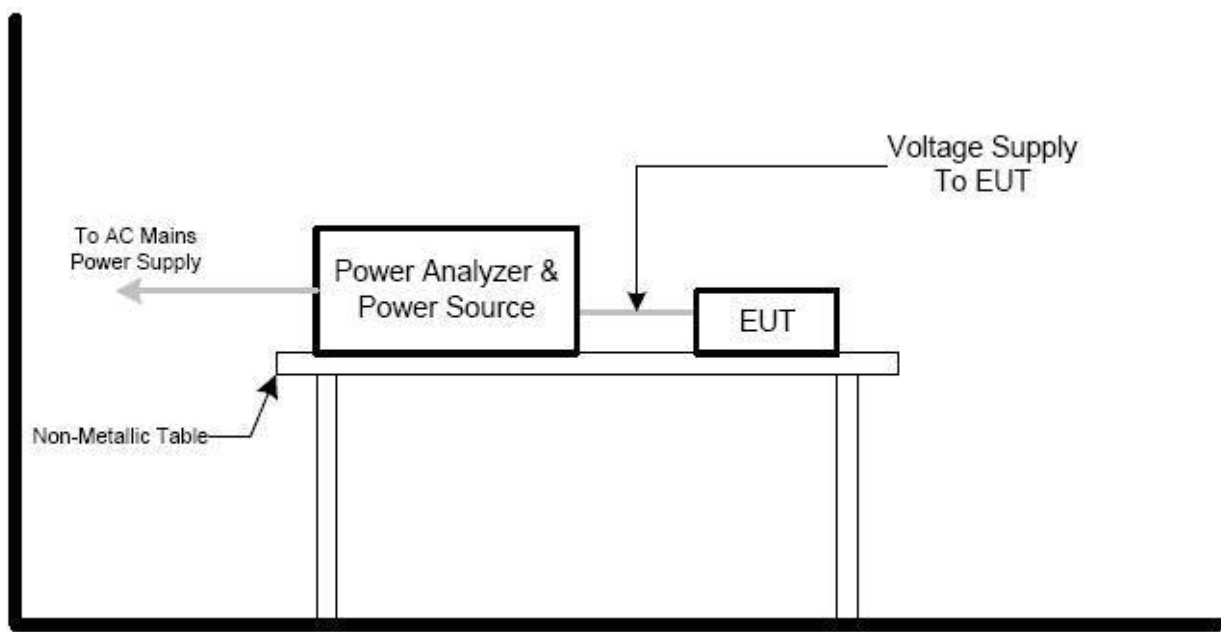 Voltage Supply
To EUT
To AC Mains
Power Supply
Power Analyzer &
Power Source
EUT
Non-Metallic Table